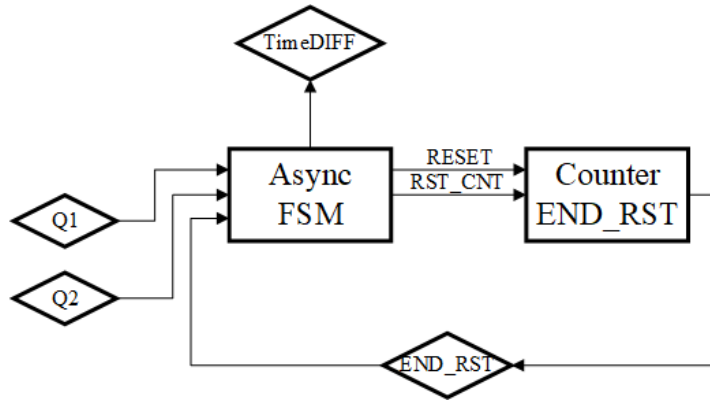 TimeDIFF
Async
FSM
RESET
RST_CNT
Counter
END_RST
Q1
Q2
END_RST